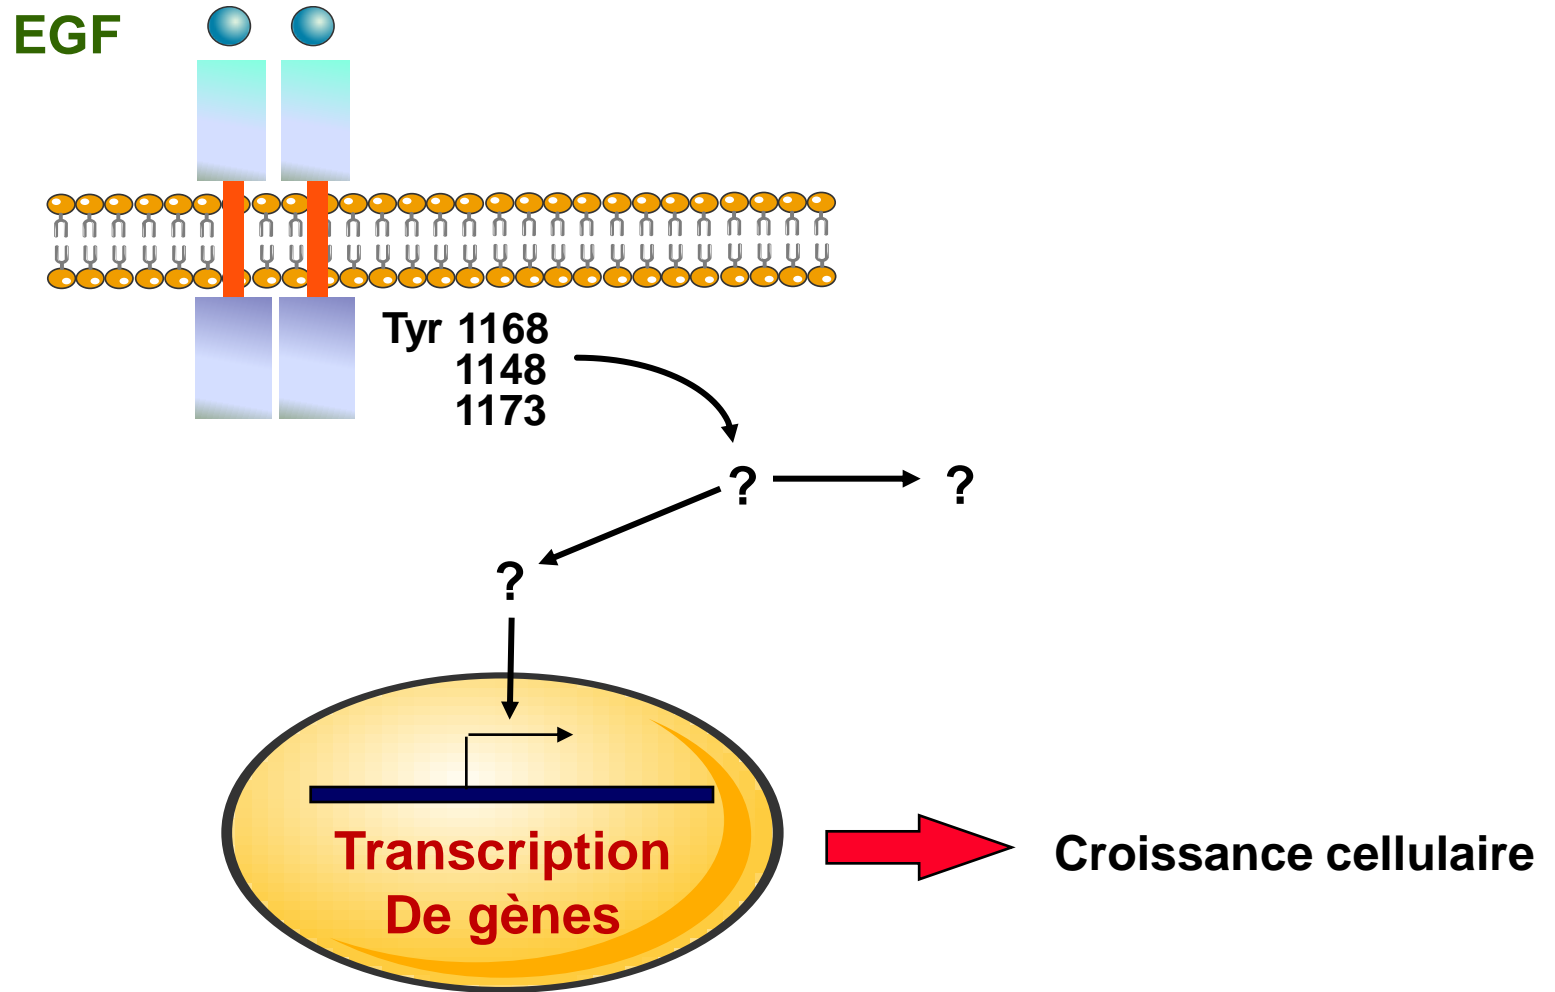 EGF
Tyr 1168
1148
1173
? ?
?
Transcription
De gènes
Croissance cellulaire